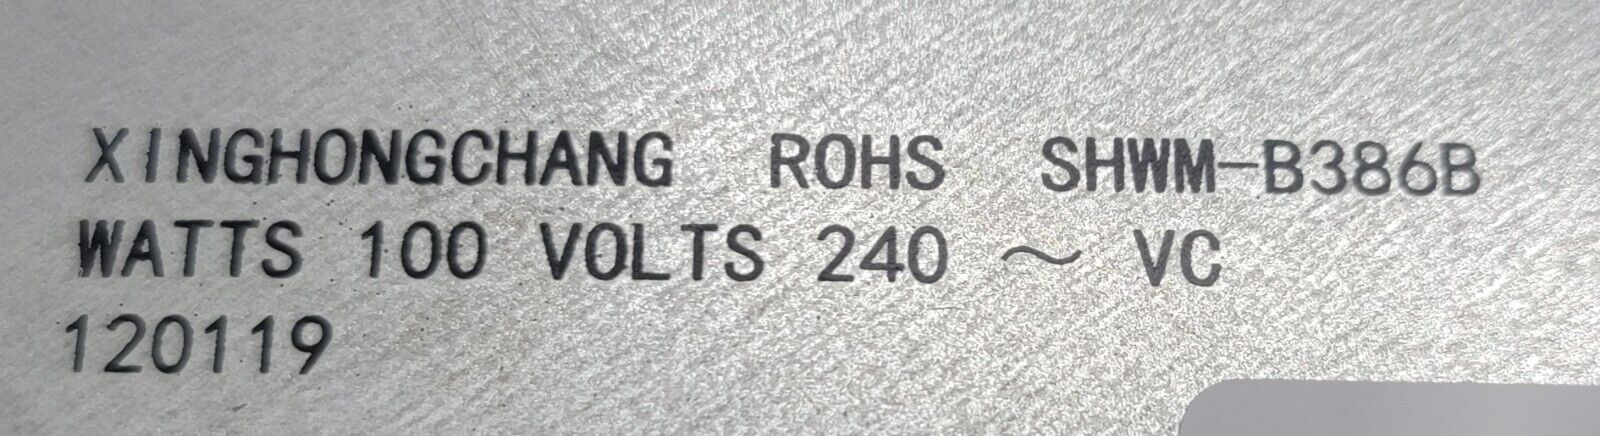 XINGHONGCHANG ROHS SHWM-B386B
WATTS 100 VOLTS 240 ~ VC
120119